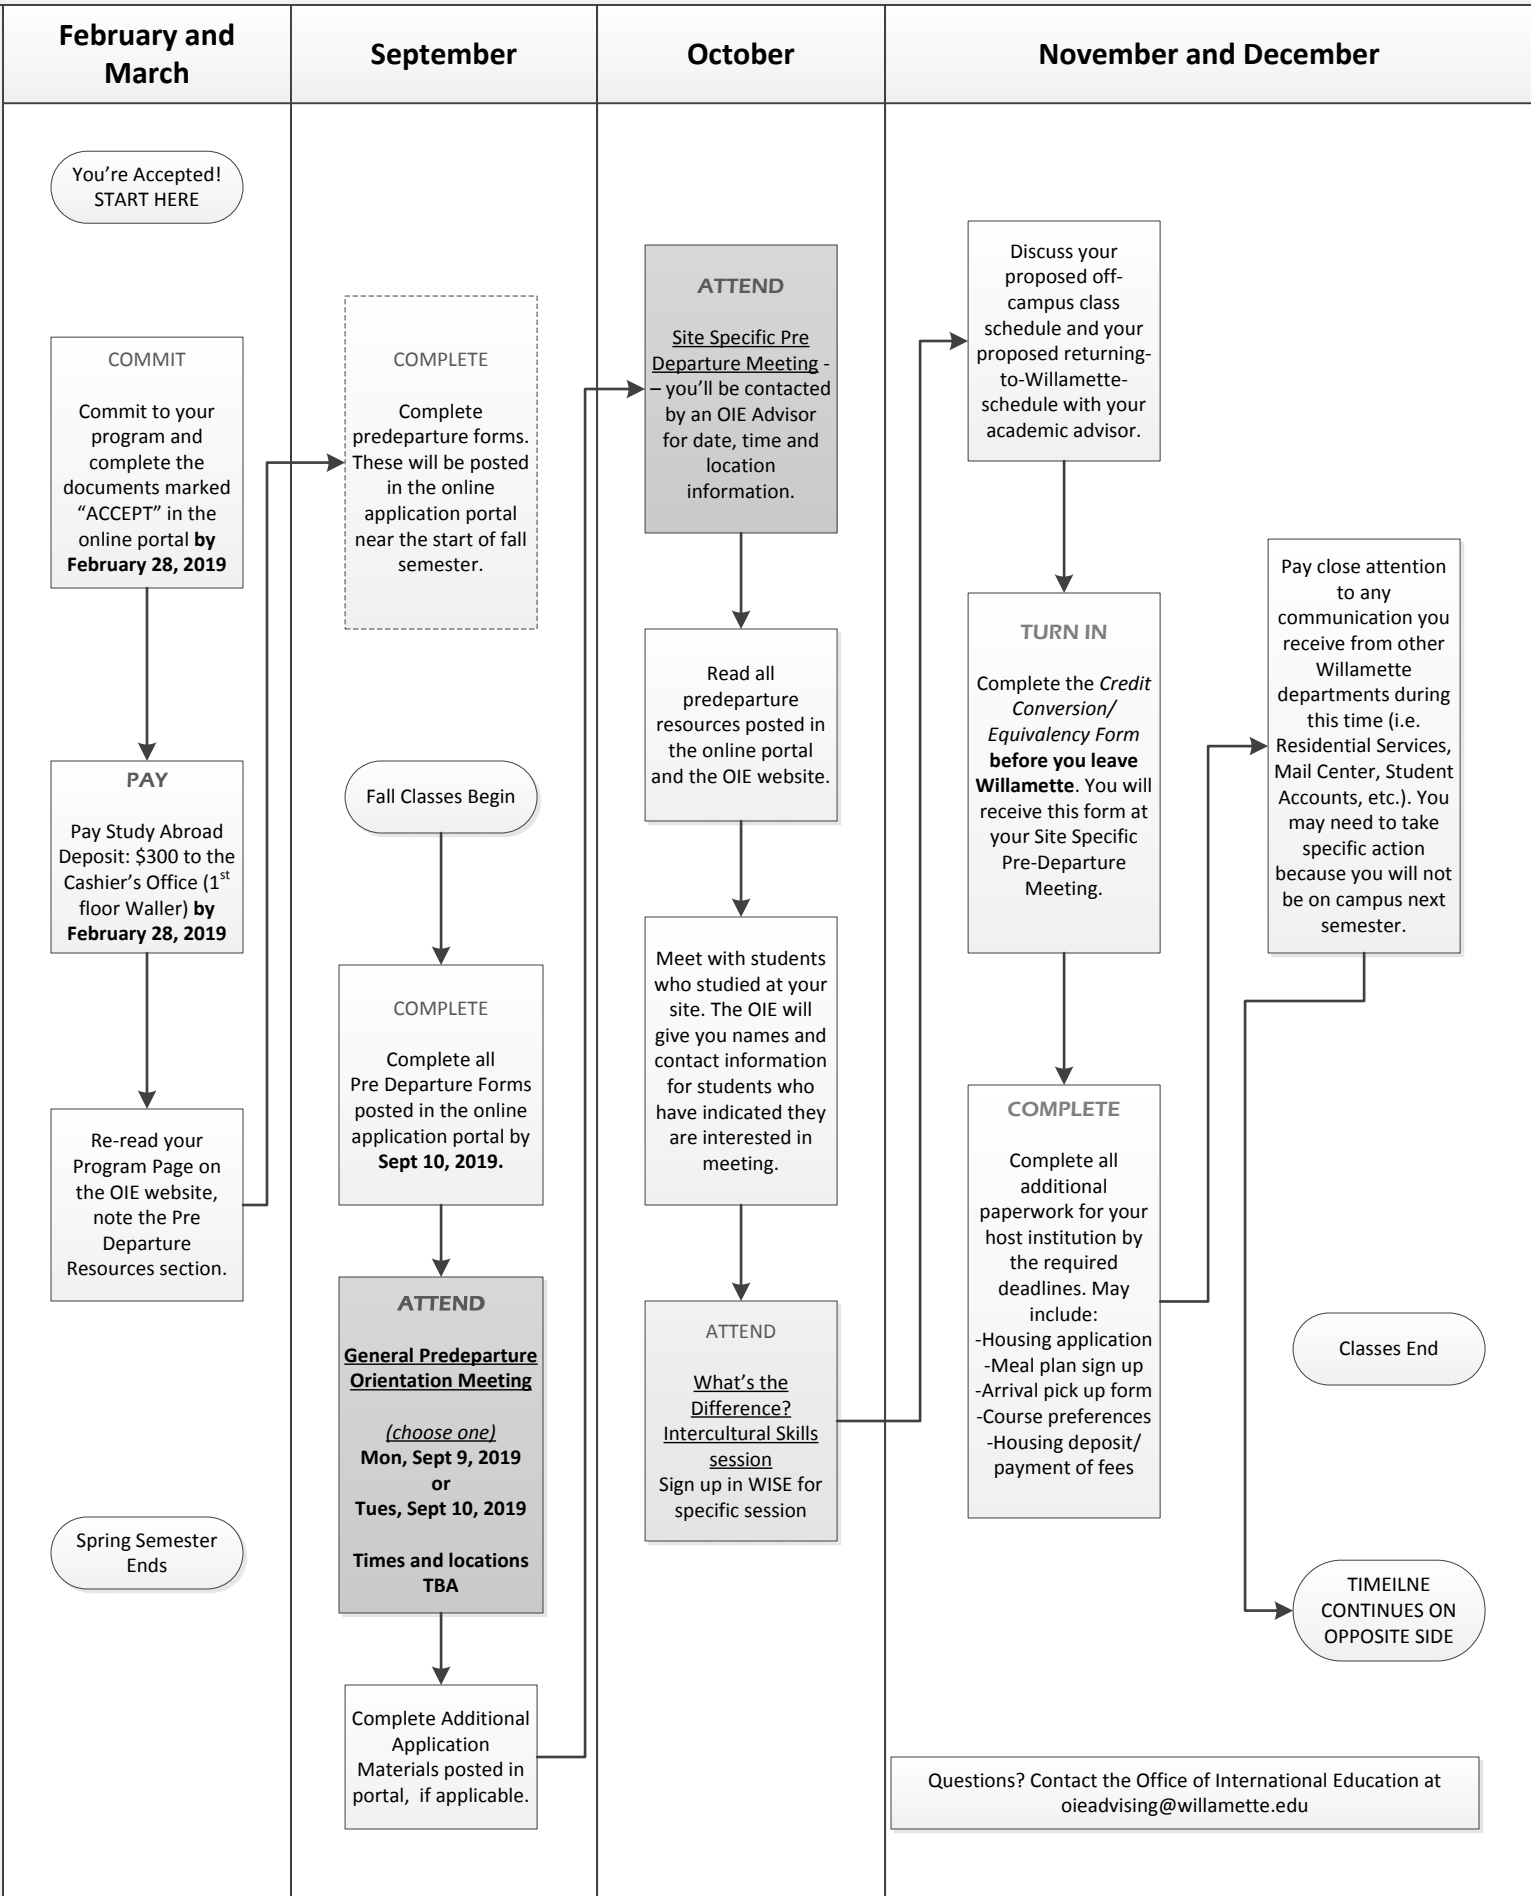 February and
March
September
October
November and December
You’re Accepted!
START HERE
COMMIT
Commit to your
program and
complete the
documents marked
“ACCEPT” in the
online portal by
February 28, 2019
PAY
Pay Study Abroad
Deposit: $300 to the
Cashier’s Office (1st
floor Waller) by
February 28, 2019
Re-read your
Program Page on
the OIE website,
note the Pre
Departure
Resources section.
Spring Semester
Ends
COMPLETE
Complete
predeparture forms.
These will be posted
in the online
application portal
near the start of fall
semester.
Fall Classes Begin
COMPLETE
Complete all
Pre Departure Forms
posted in the online
application portal by
Sept 10, 2019.
ATTEND
General Predeparture
Orientation Meeting
(choose one)
Mon, Sept 9, 2019
or
Tues, Sept 10, 2019
Times and locations
TBA
Complete Additional
Application
Materials posted in
portal,  if applicable.
ATTEND
Site Specific Pre
Departure Meeting -
– you’ll be contacted
by an OIE Advisor
for date, time and
location
information.
Read all
predeparture
resources posted in
the online portal
and the OIE website.
Meet with students
who studied at your
site. The OIE will
give you names and
contact information
for students who
have indicated they
are interested in
meeting.
ATTEND
What’s the
Difference?
Intercultural Skills
session
Sign up in WISE for
specific session
Discuss your
proposed off-
campus class
schedule and your
proposed returning-
to-Willamette-
schedule with your
academic advisor.
TURN IN
Complete the Credit
Conversion/
Equivalency Form
before you leave
Willamette. You will
receive this form at
your Site Specific
Pre-Departure
Meeting.
COMPLETE
Complete all
additional
paperwork for your
host institution by
the required
deadlines. May
include:
-Housing application
-Meal plan sign up
-Arrival pick up form
-Course preferences
-Housing deposit/
payment of fees
Pay close attention
to any
communication you
receive from other
Willamette
departments during
this time (i.e.
Residential Services,
Mail Center, Student
Accounts, etc.). You
may need to take
specific action
because you will not
be on campus next
semester.
Classes End
TIMEILNE
CONTINUES ON
OPPOSITE SIDE
Questions? Contact the Office of International Education at
oieadvising@willamette.edu